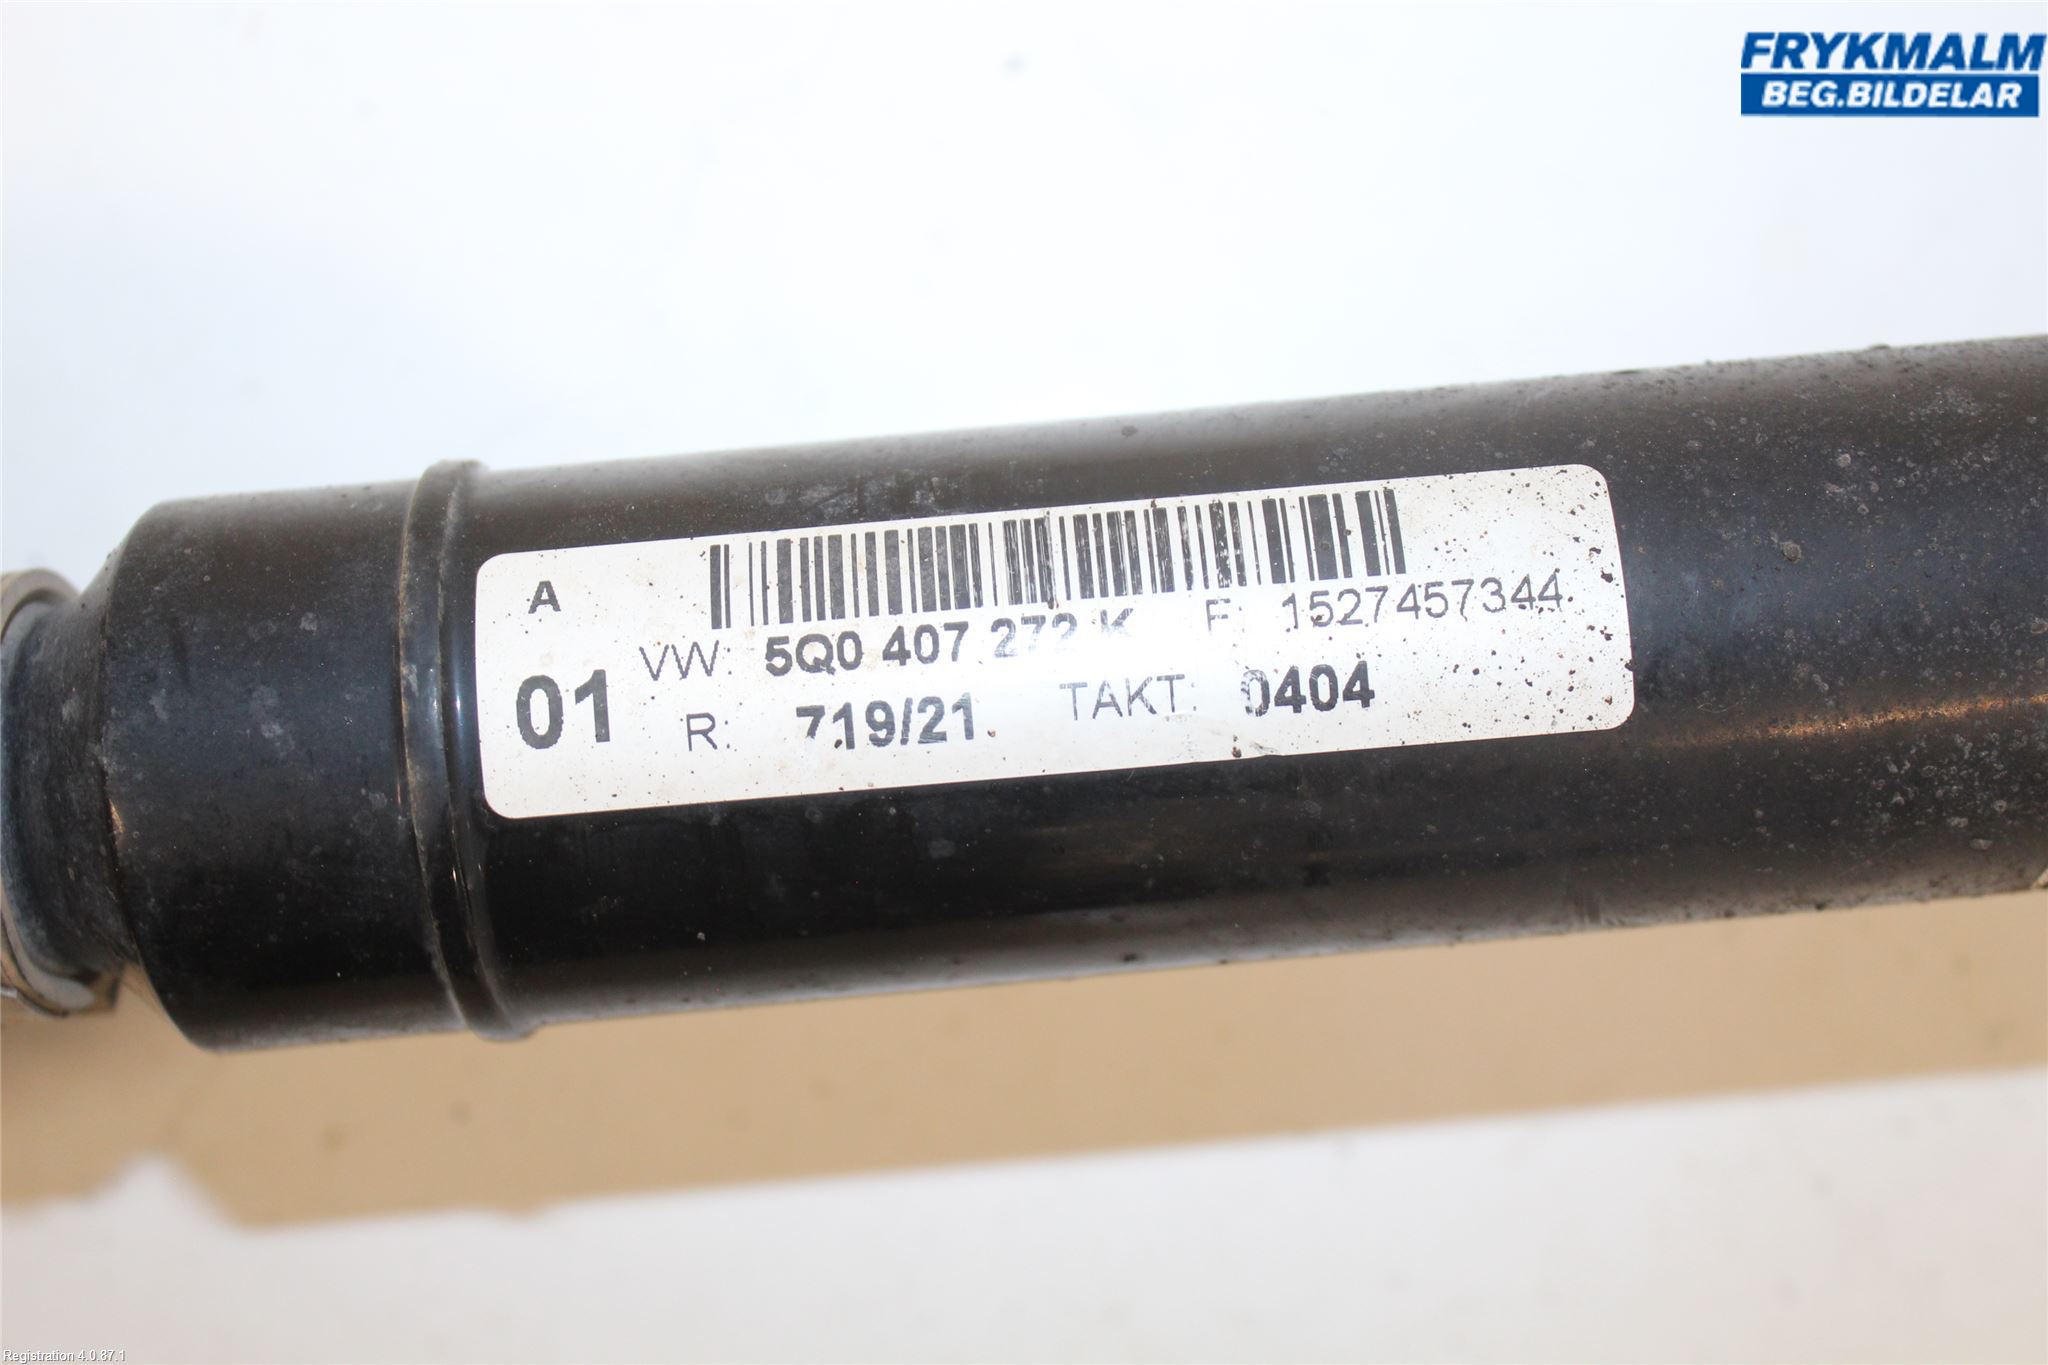 FRYKMALM
BEG.BILDELAR
A
01
VW: 5Q0 407 272 K F: 1527457344
R: 719/21 TAKT: 0404
Registration 4.0.87.1